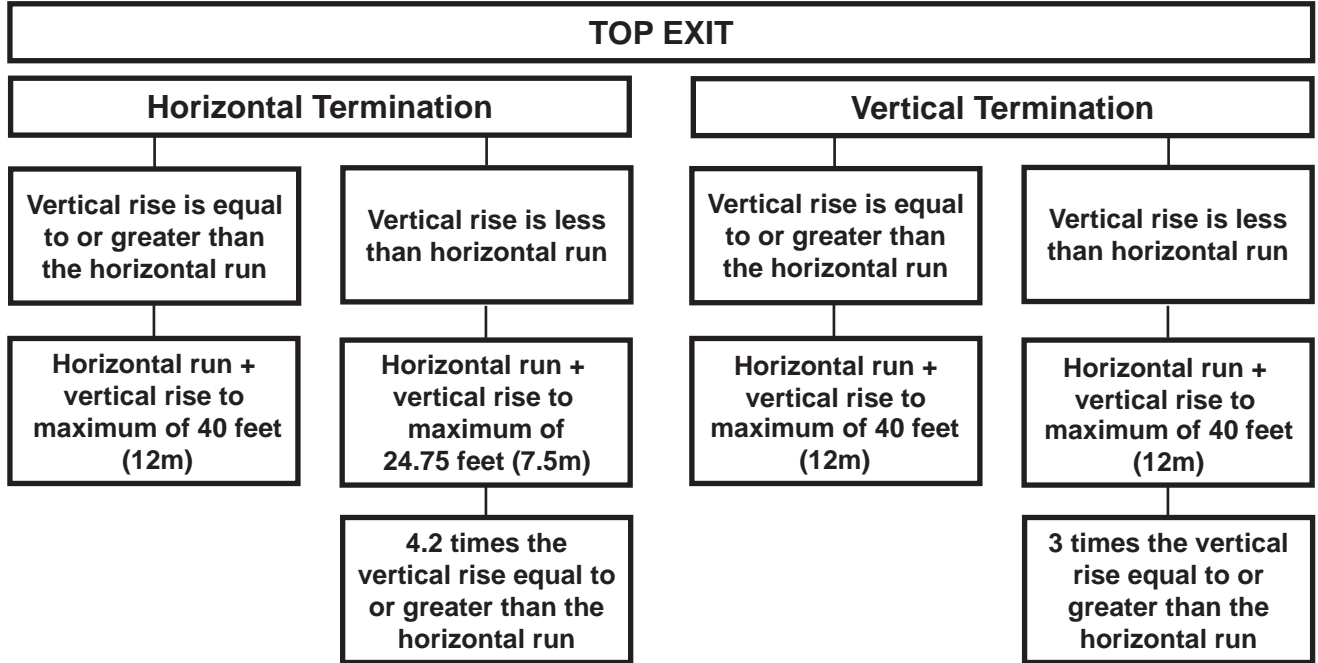 TOP EXIT
Horizontal Termination
Vertical rise is equal
to or greater than
the horizontal run
Horizontal run +
vertical rise to
maximum of 40 feet
(12m)
Vertical rise is less
than horizontal run
Horizontal run +
vertical rise to
maximum of
24.75 feet (7.5m)
4.2 times the
vertical rise equal to
or greater than the
horizontal run
Vertical Termination
Vertical rise is equal
to or greater than
the horizontal run
Horizontal run +
vertical rise to
maximum of 40 feet
(12m)
Vertical rise is less
than horizontal run
Horizontal run +
vertical rise to
maximum of 40 feet
(12m)
3 times the vertical
rise equal to or
greater than the
horizontal run